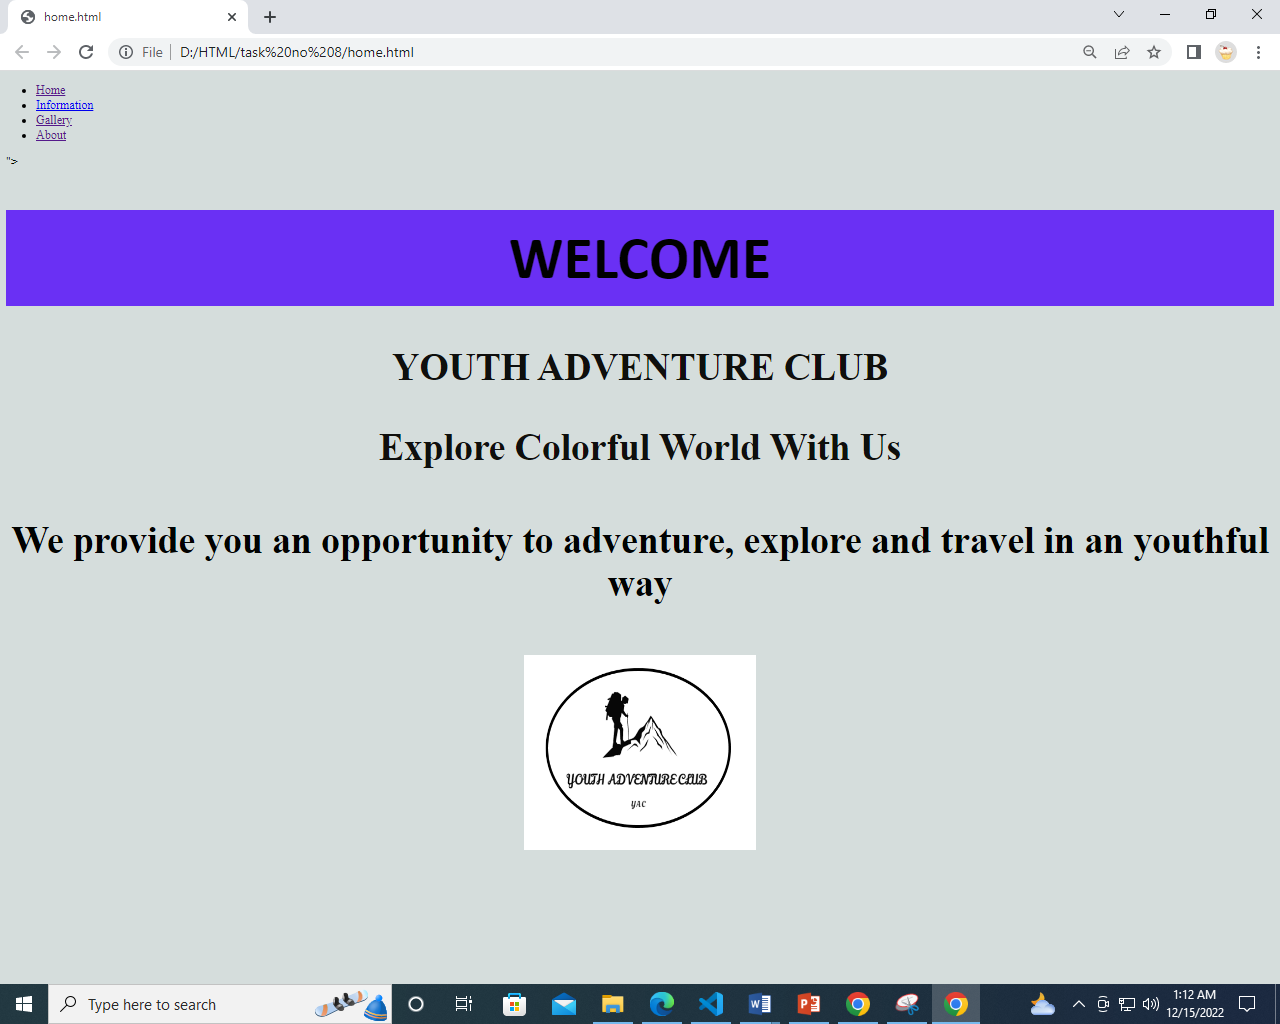 home.html
File
D:/HTML/task%20no%208/home.html
Home
Information
Gallery
About
">
WELCOME
YOUTH ADVENTURE CLUB
Explore Colorful World With Us
We provide you an opportunity to adventure, explore and travel in an youthful
way
YOUTH ADVENTURE CLUB
YAC
Type here to search
1:12 AM
12/15/2022